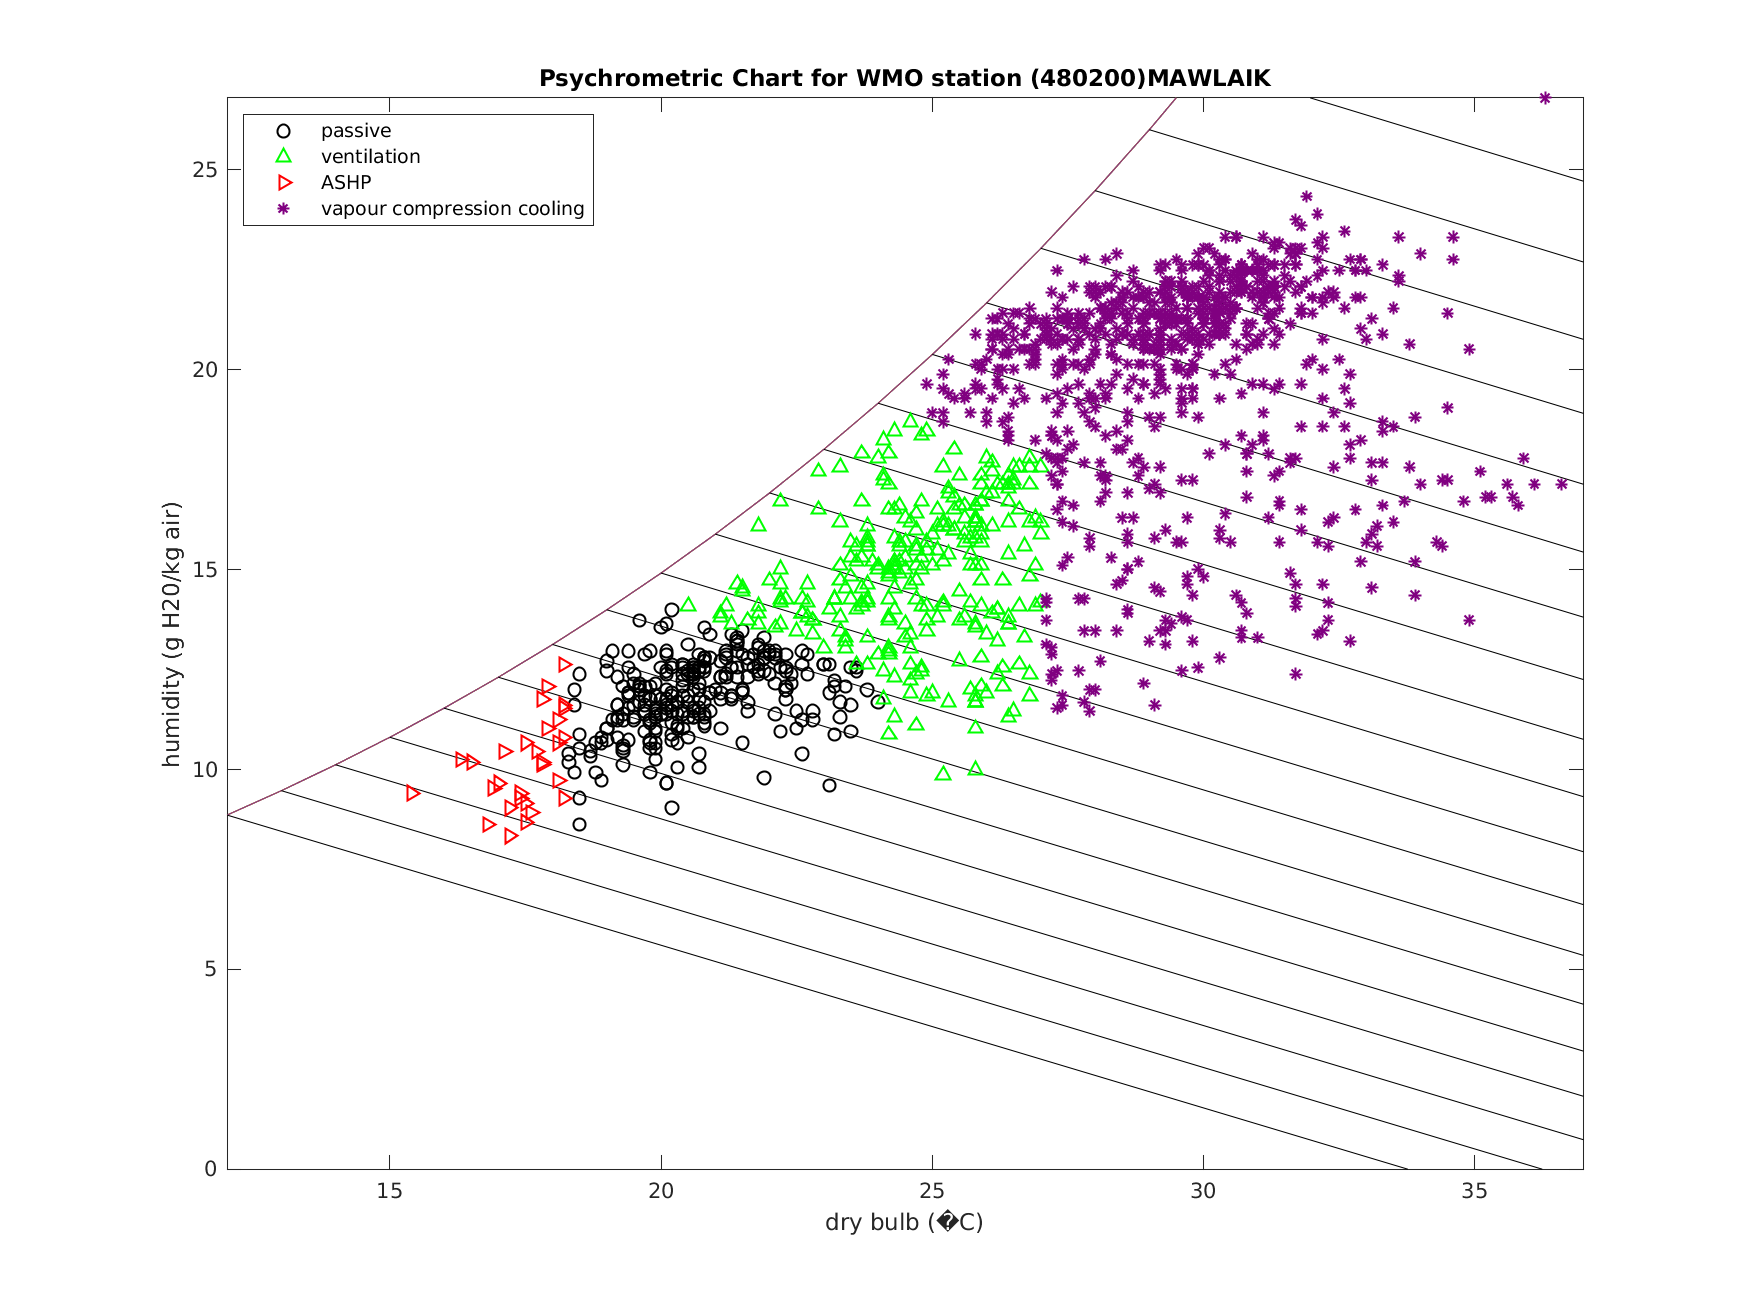 Psychrometric Chart for WMO station (480200)MAWLAIK
passive
ventilation
ASHP
vapour compression cooling
25
20
15
10
5
0
humidity (g H20/kg air)
15
20
25
30
35
dry bulb (�C)